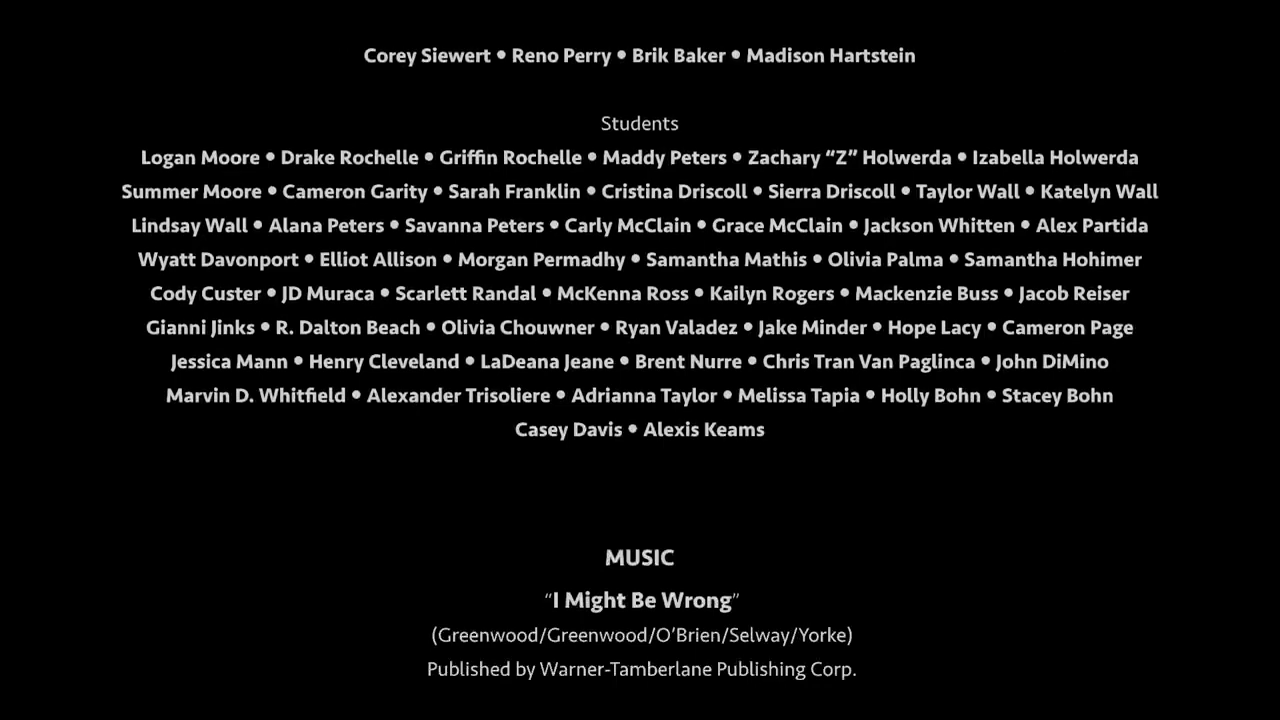 Corey Siewert • Reno Perry • Brik Baker • Madison Hartstein
Students
Logan Moore • Drake Rochelle • Griffin Rochelle • Maddy Peters • Zachary “Z” Holwerda • Izabella Holwerda
Summer Moore • Cameron Garity • Sarah Franklin • Cristina Driscoll • Sierra Driscoll • Taylor Wall • Katelyn Wall
Lindsay Wall • Alana Peters • Savanna Peters • Carly McClain • Grace McClain • Jackson Whitten • Alex Partida
Wyatt Davonport • Elliot Allison • Morgan Permadhy • Samantha Mathis • Olivia Palma • Samantha Hohimer
Cody Custer • JD Muraca • Scarlett Randal • McKenna Ross • Kailyn Rogers • Mackenzie Buss • Jacob Reiser
Gianni Jinks • R. Dalton Beach • Olivia Chouwner • Ryan Valadez • Jake Minder • Hope Lacy • Cameron Page
Jessica Mann • Henry Cleveland • LaDeana Jeane • Brent Nurre • Chris Tran Van Paglinca • John DiMino
Marvin D. Whitfield • Alexander Trisoliere • Adrianna Taylor • Melissa Tapia • Holly Bohn • Stacey Bohn
Casey Davis • Alexis Keams
MUSIC
“I Might Be Wrong”
(Greenwood/Greenwood/O’Brien/Selway/Yorke)
Published by Warner-Tamberlane Publishing Corp.